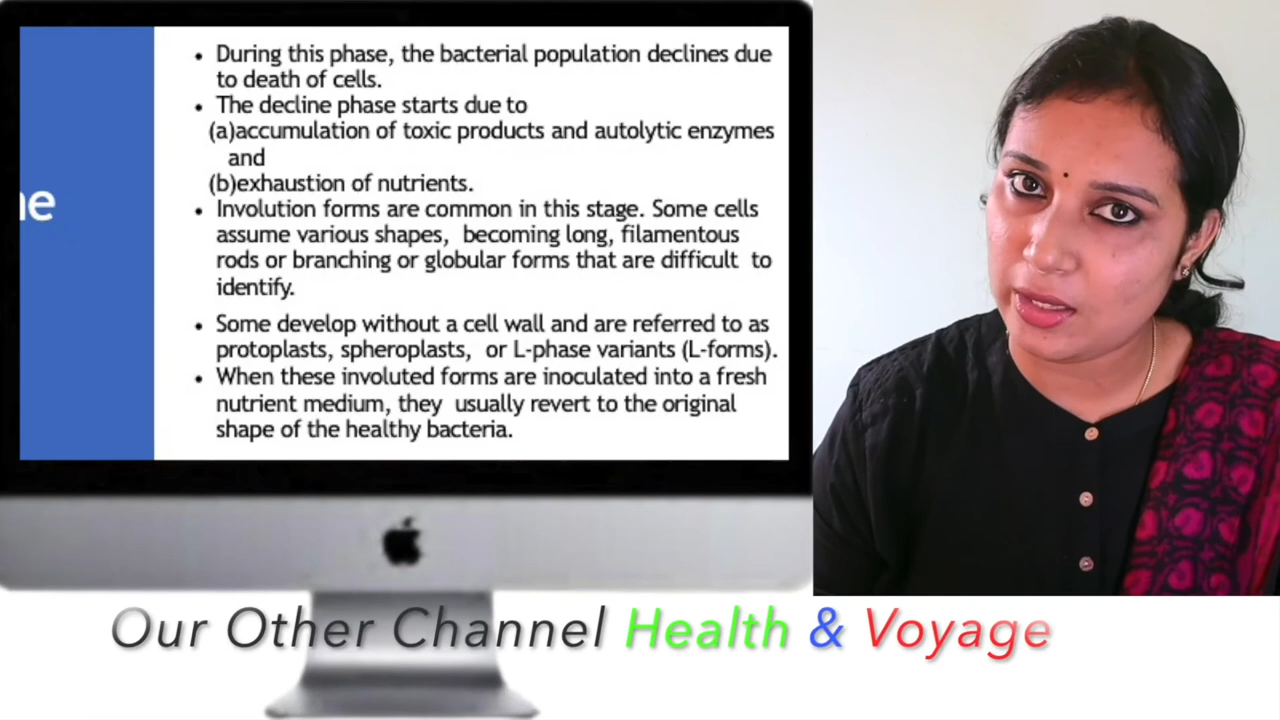 ne
• During this phase, the bacterial population declines due
to death of cells.
• The decline phase starts due to
(a)accumulation of toxic products and autolytic enzymes
and
(b)exhaustion of nutrients.
• Involution forms are common in this stage. Some cells
assume various shapes, becoming long, filamentous
rods or branching or globular forms that are difficult to
identify.
• Some develop without a cell wall and are referred to as
protoplasts, spheroplasts, or L-phase variants (L-forms).
• When these involuted forms are inoculated into a fresh
nutrient medium, they usually revert to the original
shape of the healthy bacteria.
Our Other Channel Health & Voyage